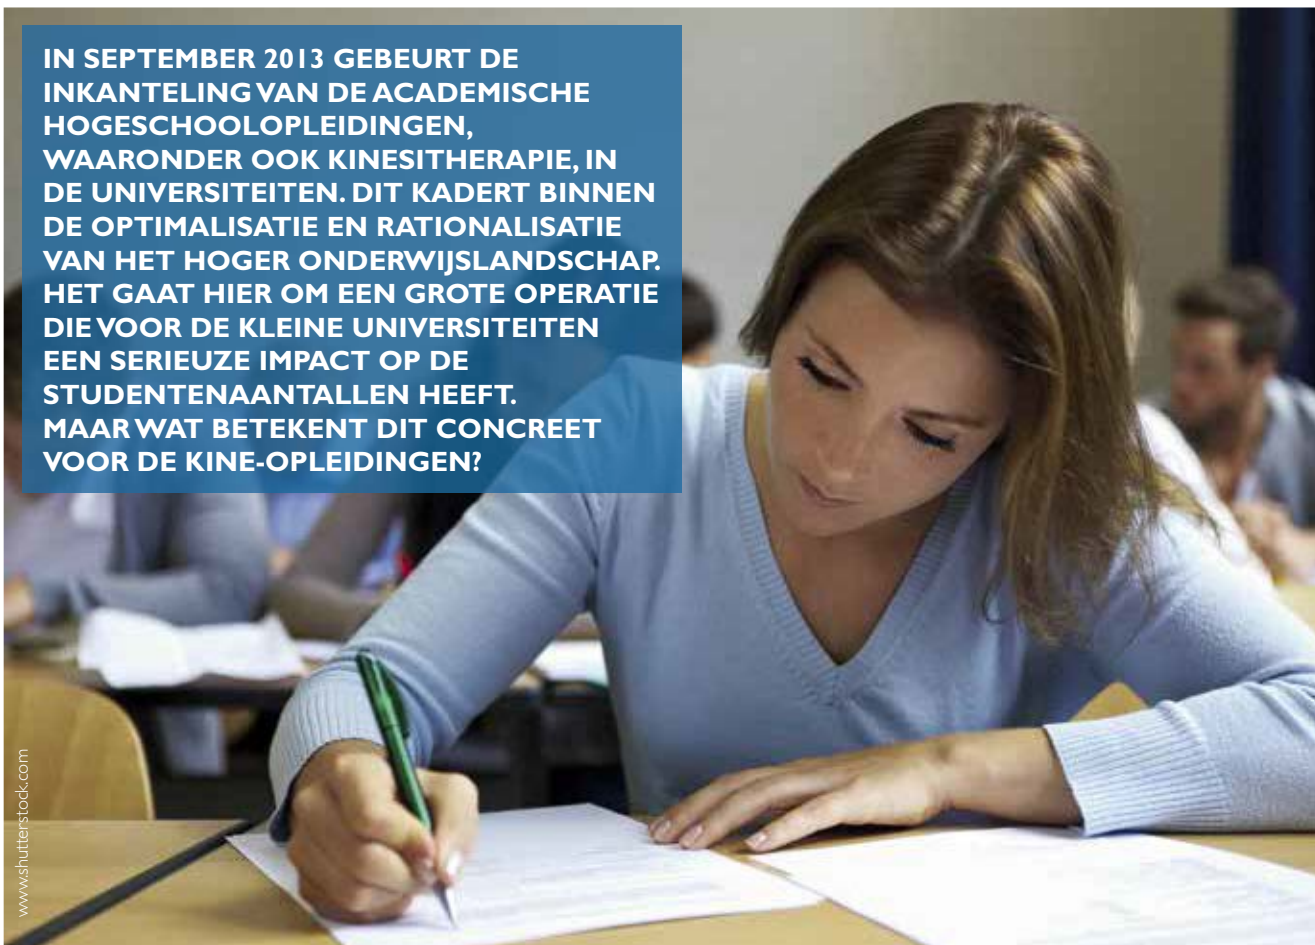 IN SEPTEMBER 2013 GEBEURT DE
INKANTELING VAN DE ACADEMISCHE
HOGESCHOOLOPLEIDINGEN,
WAARONDER OOK KINESITHERAPIE, IN
DE UNIVERSITEITEN. DIT KADERT BINNEN
DE OPTIMALISATIE EN RATIONALISATIE
VAN HET HOGER ONDERWIJSLANDSCHAP.
HET GAAT HIER OM EEN GROTE OPERATIE
DIE VOOR DE KLEINE UNIVERSITEITEN
EEN SERIEUZE IMPACT OP DE
STUDENTENAANTALLEN HEEFT.
MAAR WAT BETEKENT DIT CONCREET
VOOR DE KINE-OPLEIDINGEN?
www.shutterstock.com